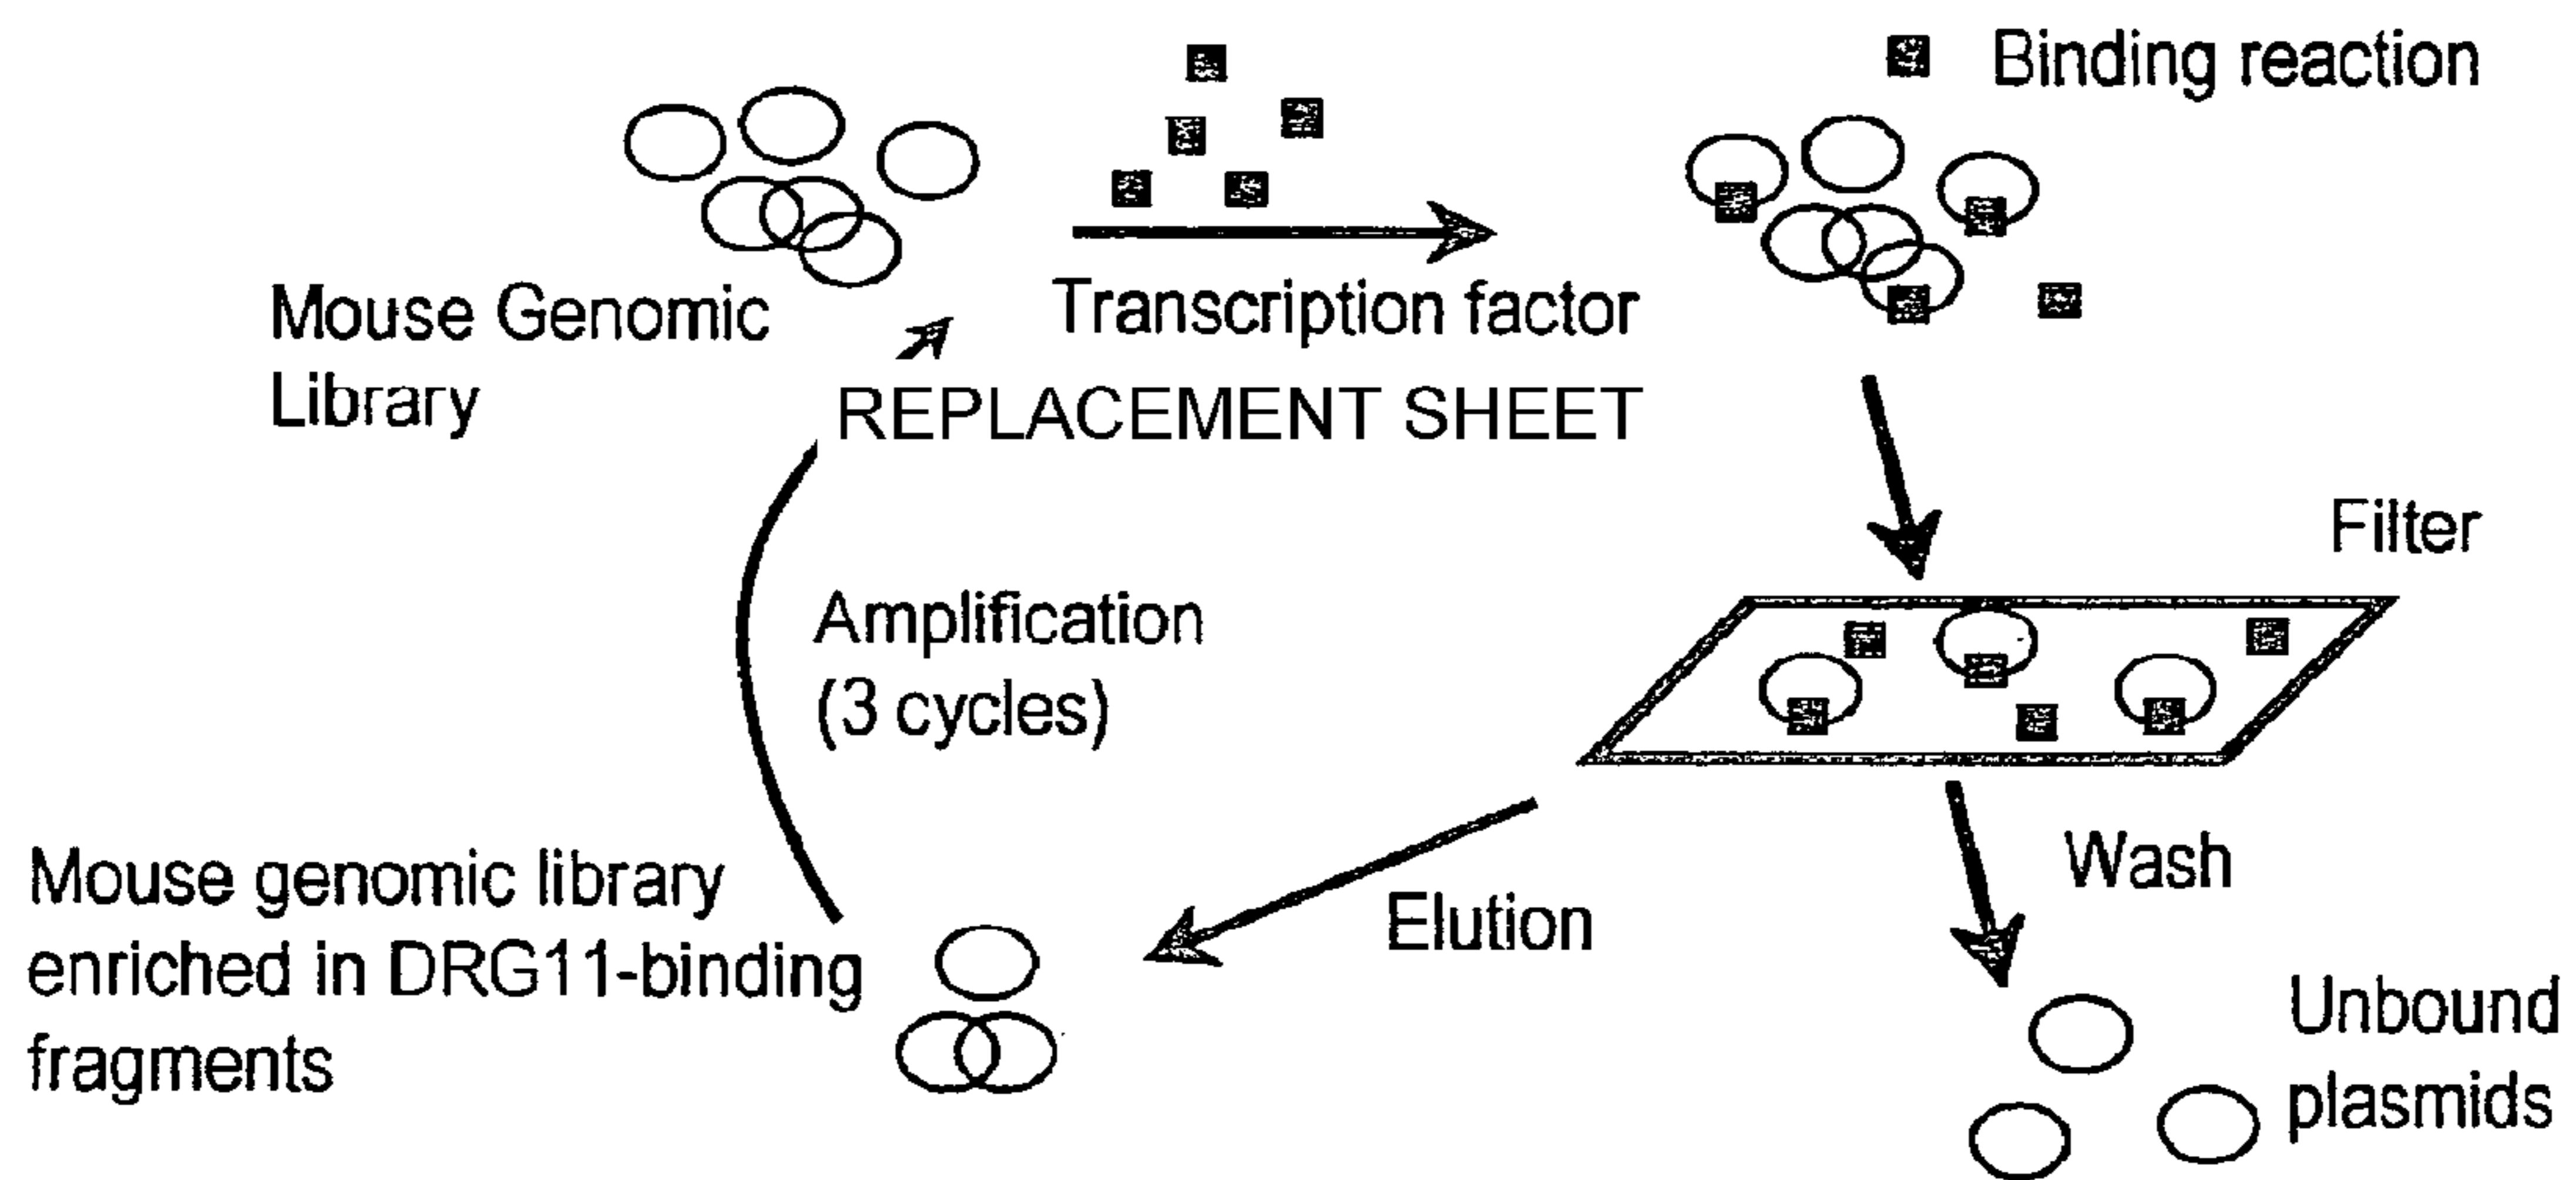 Binding reaction
Mouse Genomic
Library
Transcription factor
REPLACEMENT SHEET
Filter
Amplification
(3 cycles)
Wash
Elution
Mouse genomic library
enriched in DRG11-binding
fragments
Unbound
plasmids